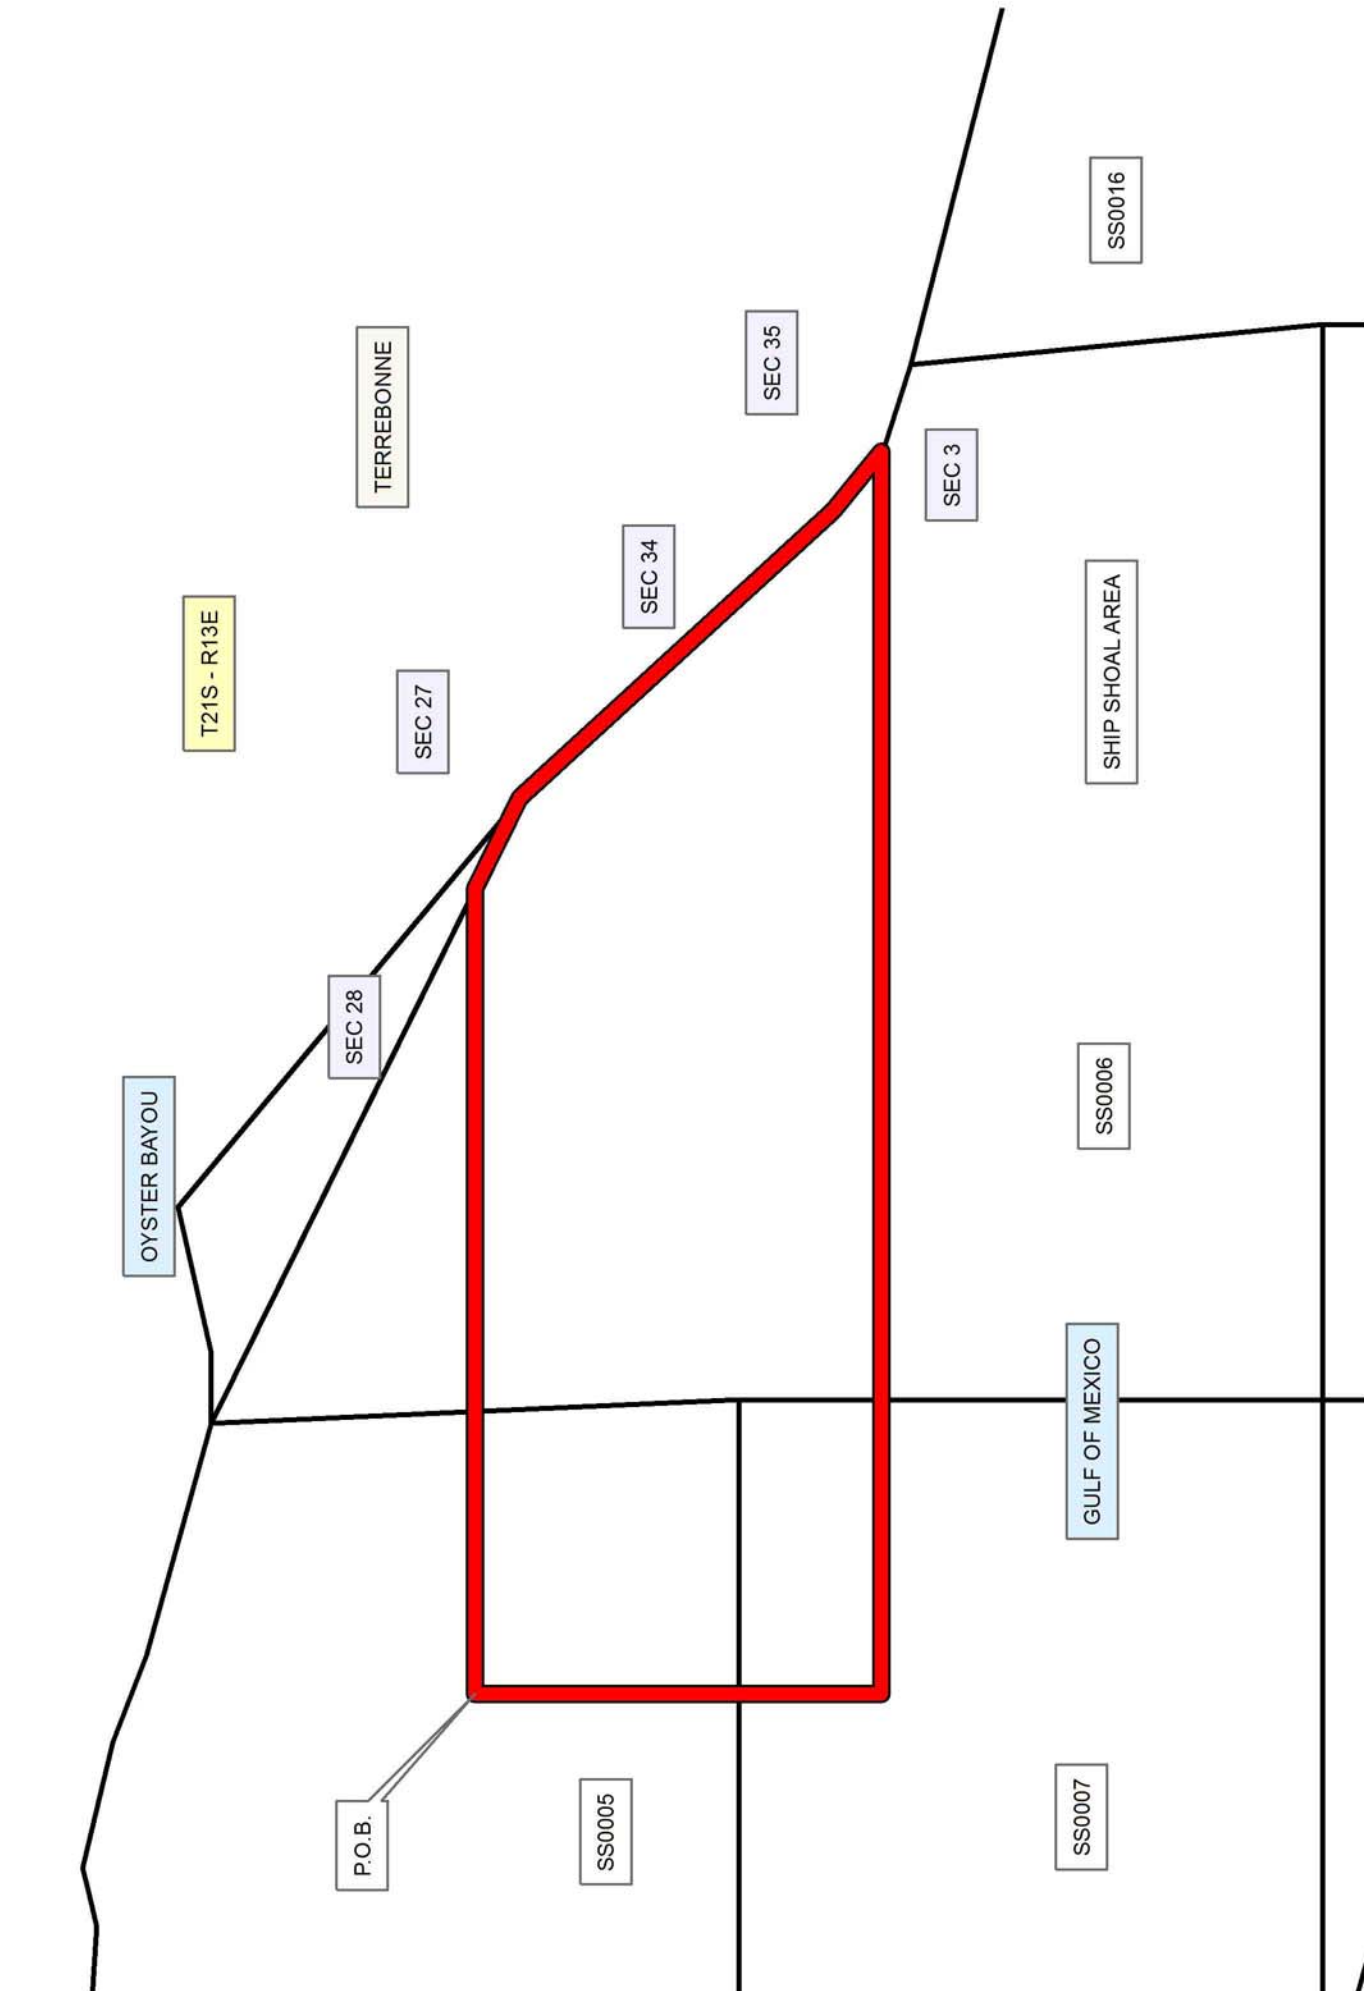 OYSTER BAYOU
T21S - R13E
P.O.B.
SEC 28
SEC 27
TERREBONNE
SS0005
SEC 34
SEC 35
SEC 3
SS0007
GULF OF MEXICO
SS0006
SHIP SHOAL AREA
SS0016